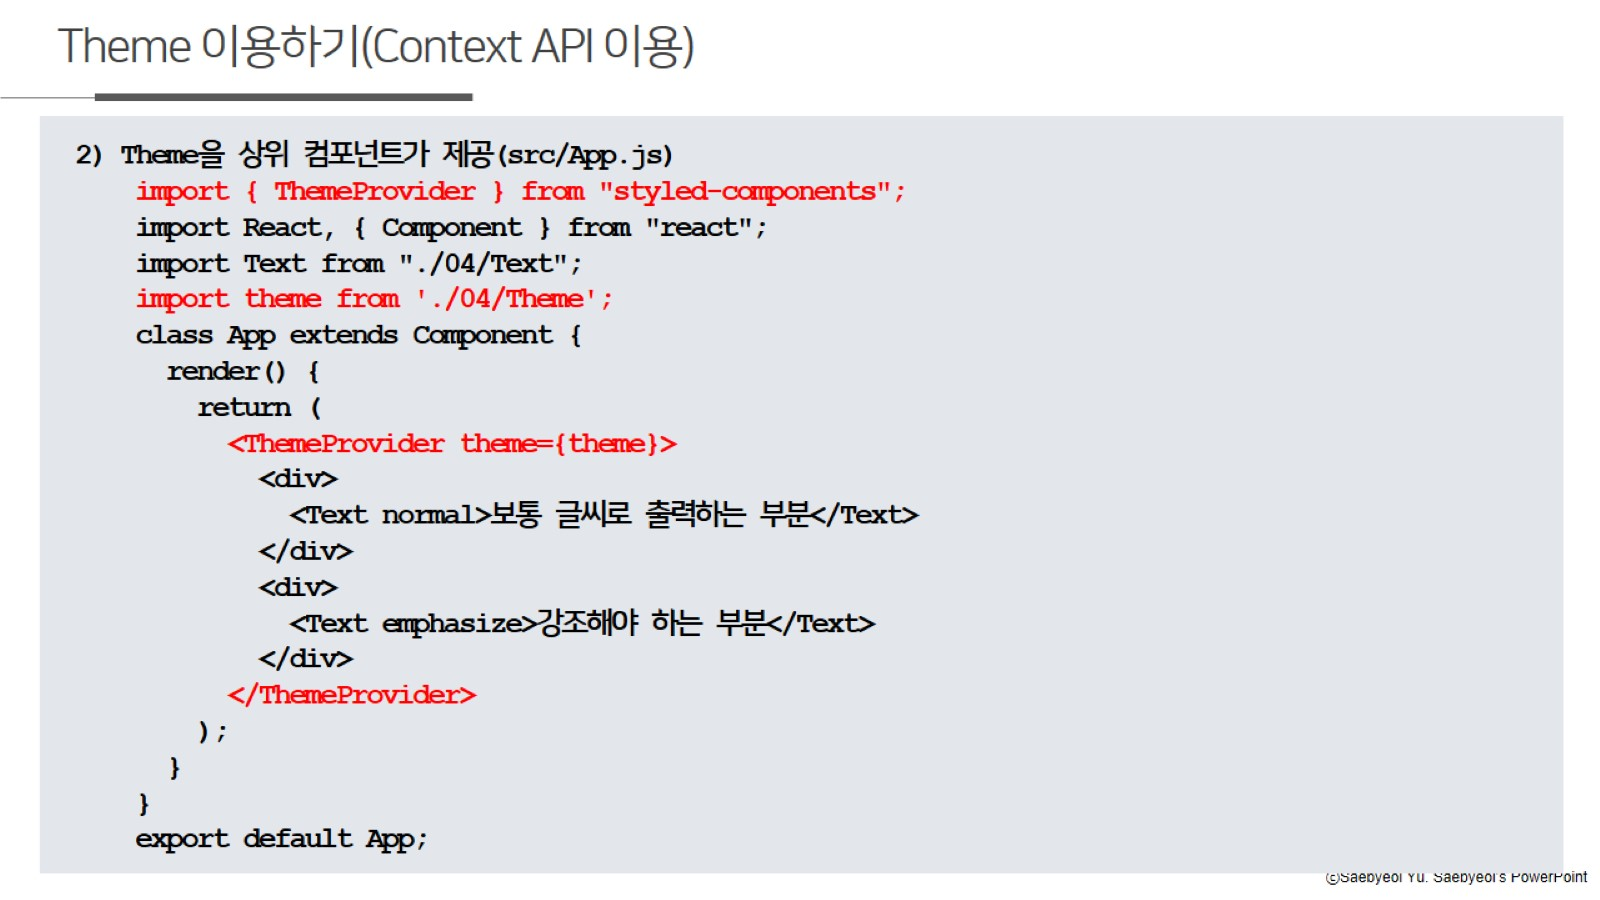 Theme 이용하기(Context API 이용)
2) Theme을 상위 컴포넌트가 제공(src/App.js)
import { ThemeProvider } from "styled-components";
import React, { Component } from "react";
import Text from "./04/Text";
import theme from './04/Theme';
class App extends Component {
render() {
return (
<ThemeProvider theme={theme}>
<div>
<Text normal>보통 글씨로 출력하는 부분</Text>
</div>
<div>
<Text emphasize>강조해야 하는 부분</Text>
</div>
</ThemeProvider>
);
}
}
export default App;
ⓒSaebyeol Yu. Saebyeol's PowerPoint